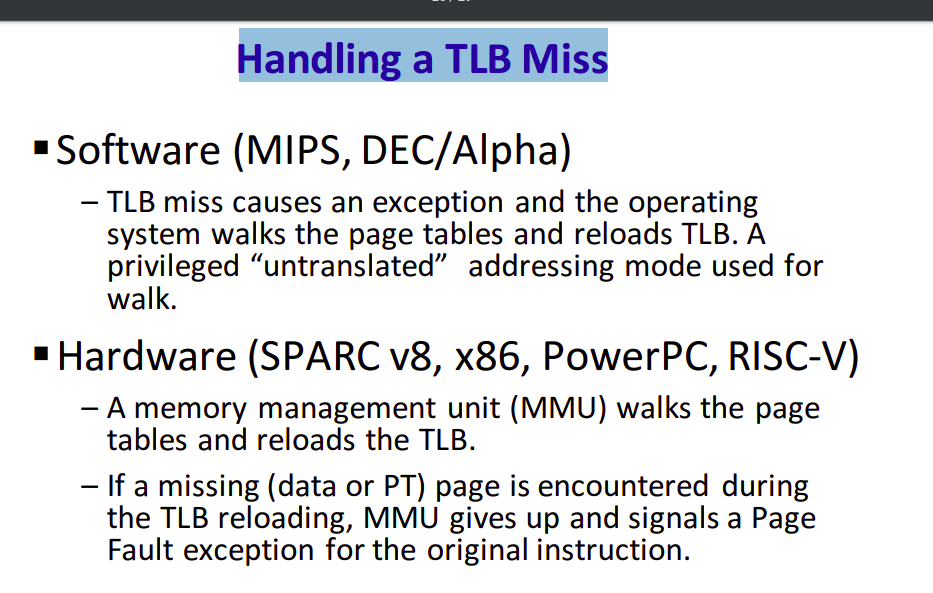 Handling a TLB Miss
▪ Software (MIPS, DEC/Alpha)
– TLB miss causes an exception and the operating
system walks the page tables and reloads TLB. A
privileged “untranslated” addressing mode used for
walk.
▪ Hardware (SPARC v8, x86, PowerPC, RISC-V)
– A memory management unit (MMU) walks the page
tables and reloads the TLB.
– If a missing (data or PT) page is encountered during
the TLB reloading, MMU gives up and signals a Page
Fault exception for the original instruction.